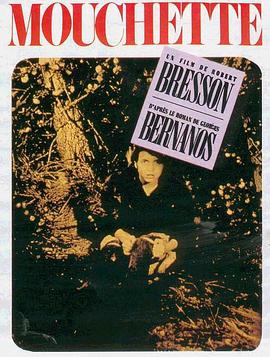 MOUCHETTE
UN FILM DE ROBERT
BRESSON
D'APRÈS LE ROMAN DE GEORGES
BERNANOS